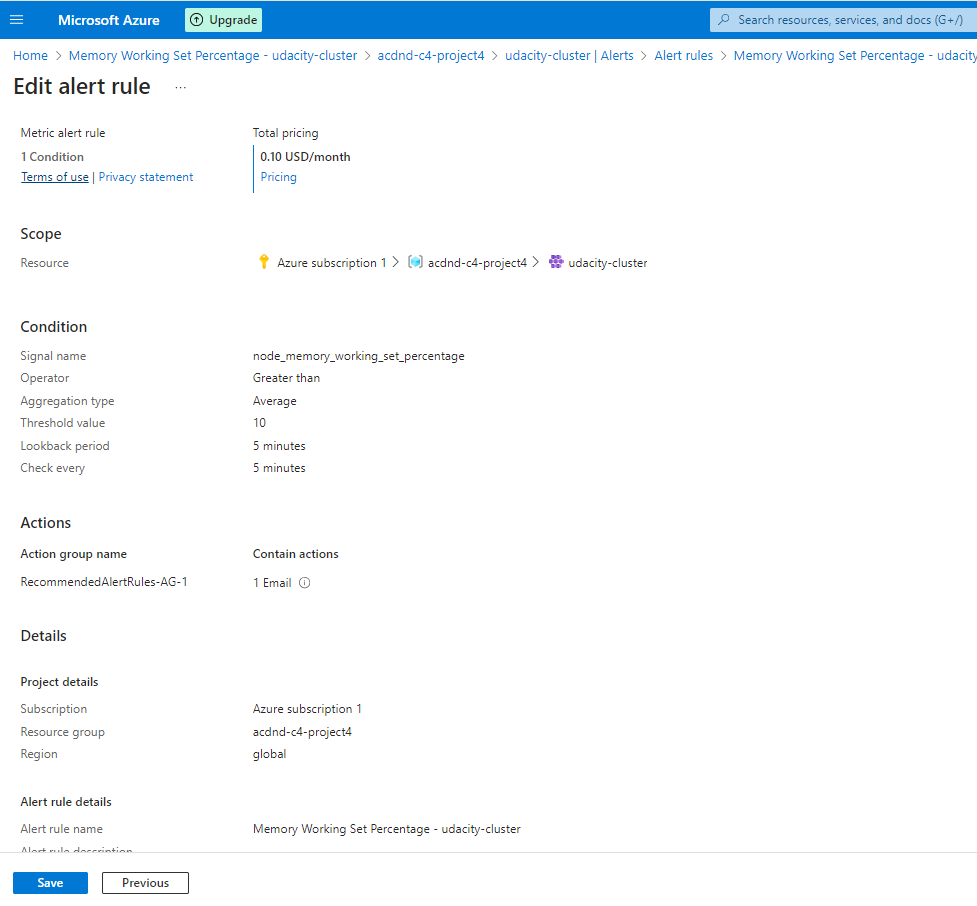 Microsoft Azure Upgrade Search resources, services, and docs (G+/)
Home > Memory Working Set Percentage - udacity-cluster > acdnd-c4-project4 > udacity-cluster | Alerts > Alert rules > Memory Working Set Percentage - udacity
Edit alert rule ...
Metric alert rule Total pricing
1 Condition 0.10 USD/month
Terms of use | Privacy statement Pricing
Scope
Resource Azure subscription 1 > acdnd-c4-project4 > udacity-cluster
Condition
Signal name node_memory_working_set_percentage
Operator Greater than
Aggregation type Average
Threshold value 10
Lookback period 5 minutes
Check every 5 minutes
Actions
Action group name Contain actions
RecommendedAlertRules-AG-1 1 Email
Details
Project details
Subscription Azure subscription 1
Resource group acdnd-c4-project4
Region global
Alert rule details
Alert rule name Memory Working Set Percentage - udacity-cluster
Alert rule description
Save Previous